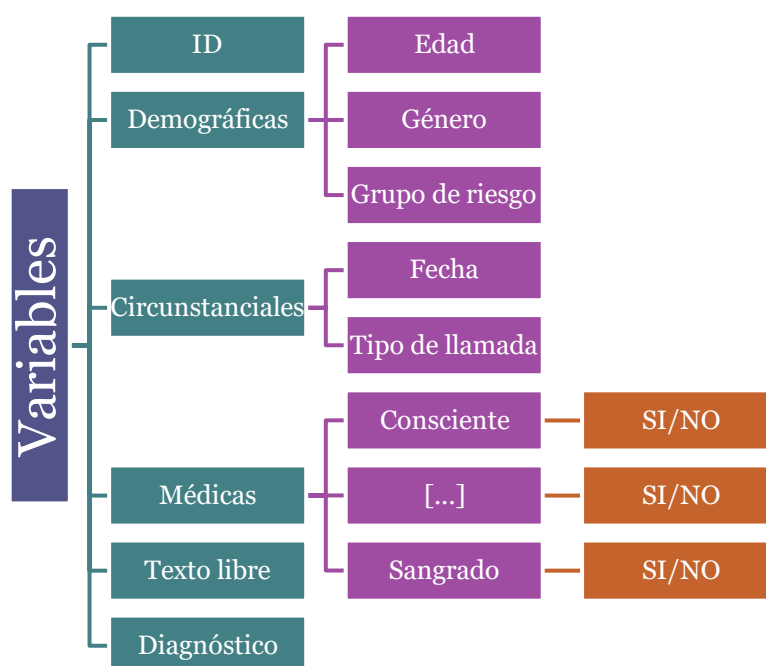 Variables
ID
Demográficas
Edad
Género
Grupo de riesgo
Circunstanciales
Fecha
Tipo de llamada
Médicas
Consciente
SI/NO
[...]
SI/NO
Sangrado
SI/NO
Texto libre
Diagnóstico